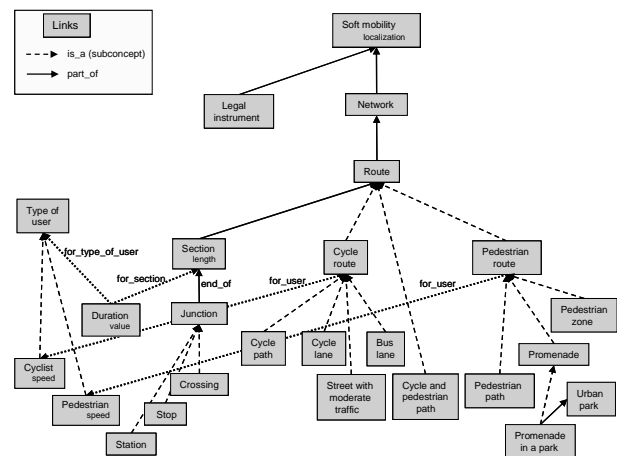 Links
is_a (subconcept)
part_of
Soft mobility
localization
Legal
instrument
Network
Route
Type of
user
for_type_of_user
Section
length
Cycle
route
Pedestrian
route
for_section
end_of
for_user
for_user
Duration
value
Junction
Pedestrian
zone
Cycle
path
Cycle
lane
Bus
lane
Promenade
Cyclist
speed
Crossing
Street with
moderate
traffic
Cycle and
pedestrian
path
Pedestrian
path
Urban
park
Pedestrian
speed
Stop
Station
Promenade
in a park